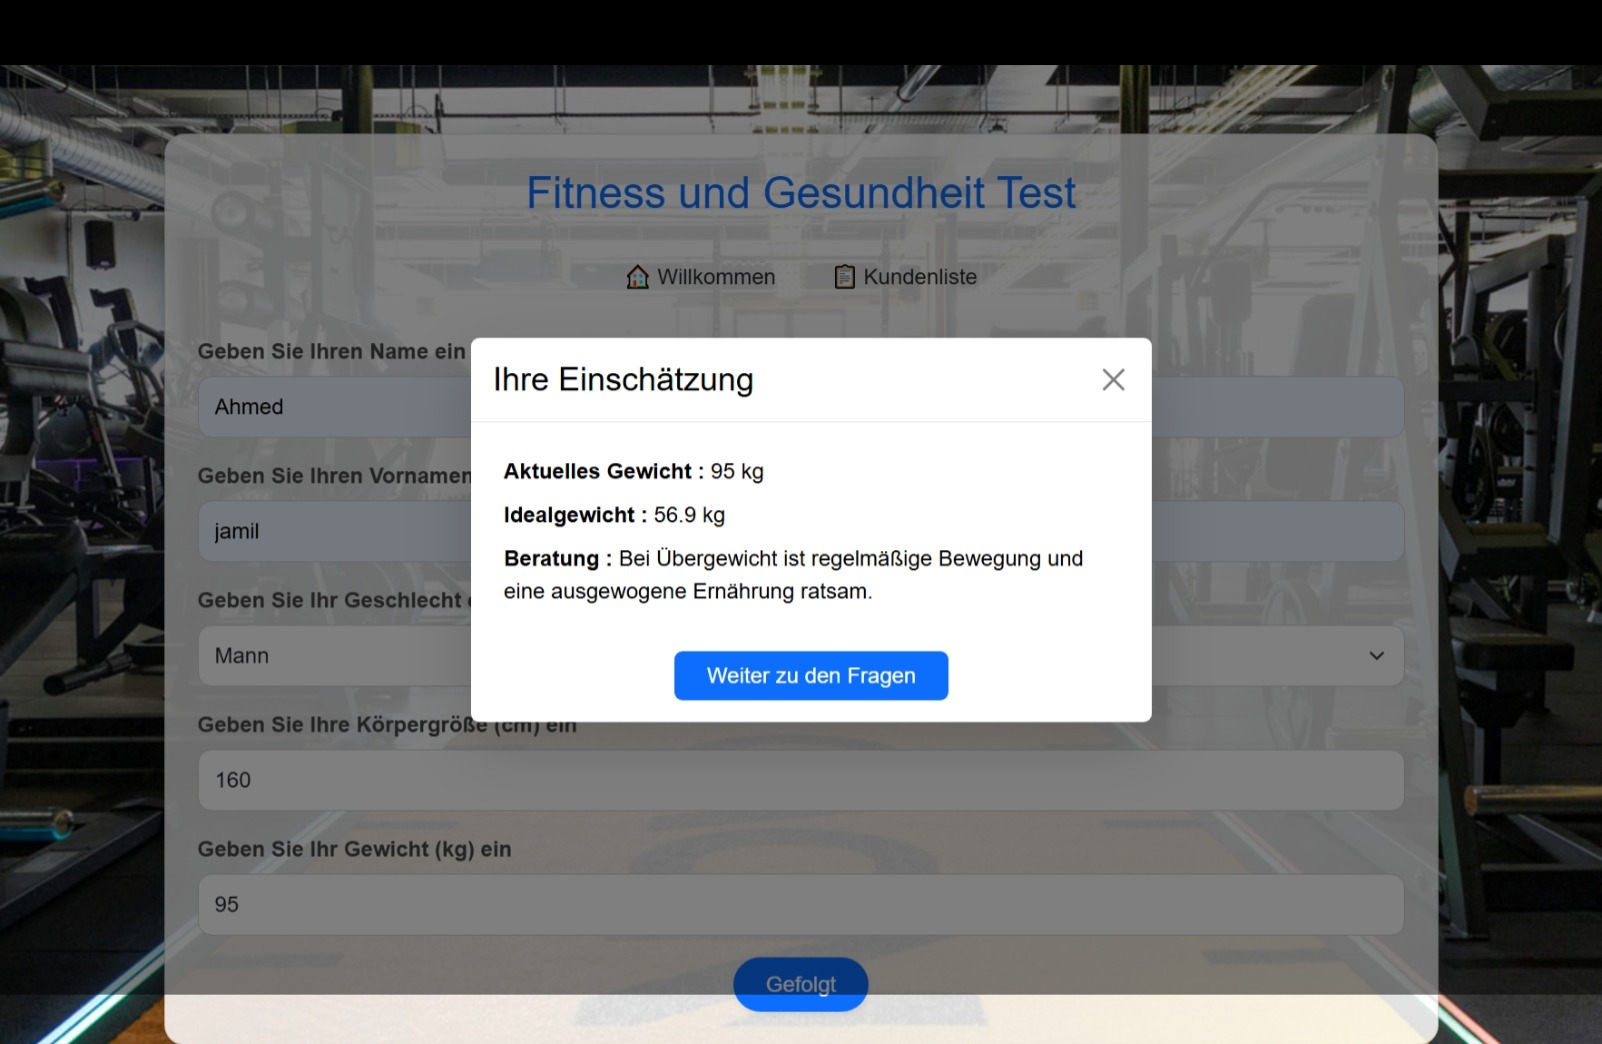 Fitness und Gesundheit Test
Willkommen
Kundenliste
Geben Sie Ihren Name ein
Ahmed
Geben Sie Ihren Vornamen
jamil
Geben Sie Ihr Geschlecht
Mann
Ihre Einschätzung
Aktuelles Gewicht : 95 kg
Idealgewicht : 56.9 kg
Beratung : Bei Übergewicht ist regelmäßige Bewegung und
eine ausgewogene Ernährung ratsam.
Weiter zu den Fragen
Geben Sie Ihre Körpergröße (cm) ein
160
Geben Sie Ihr Gewicht (kg) ein
95
Gefolgt